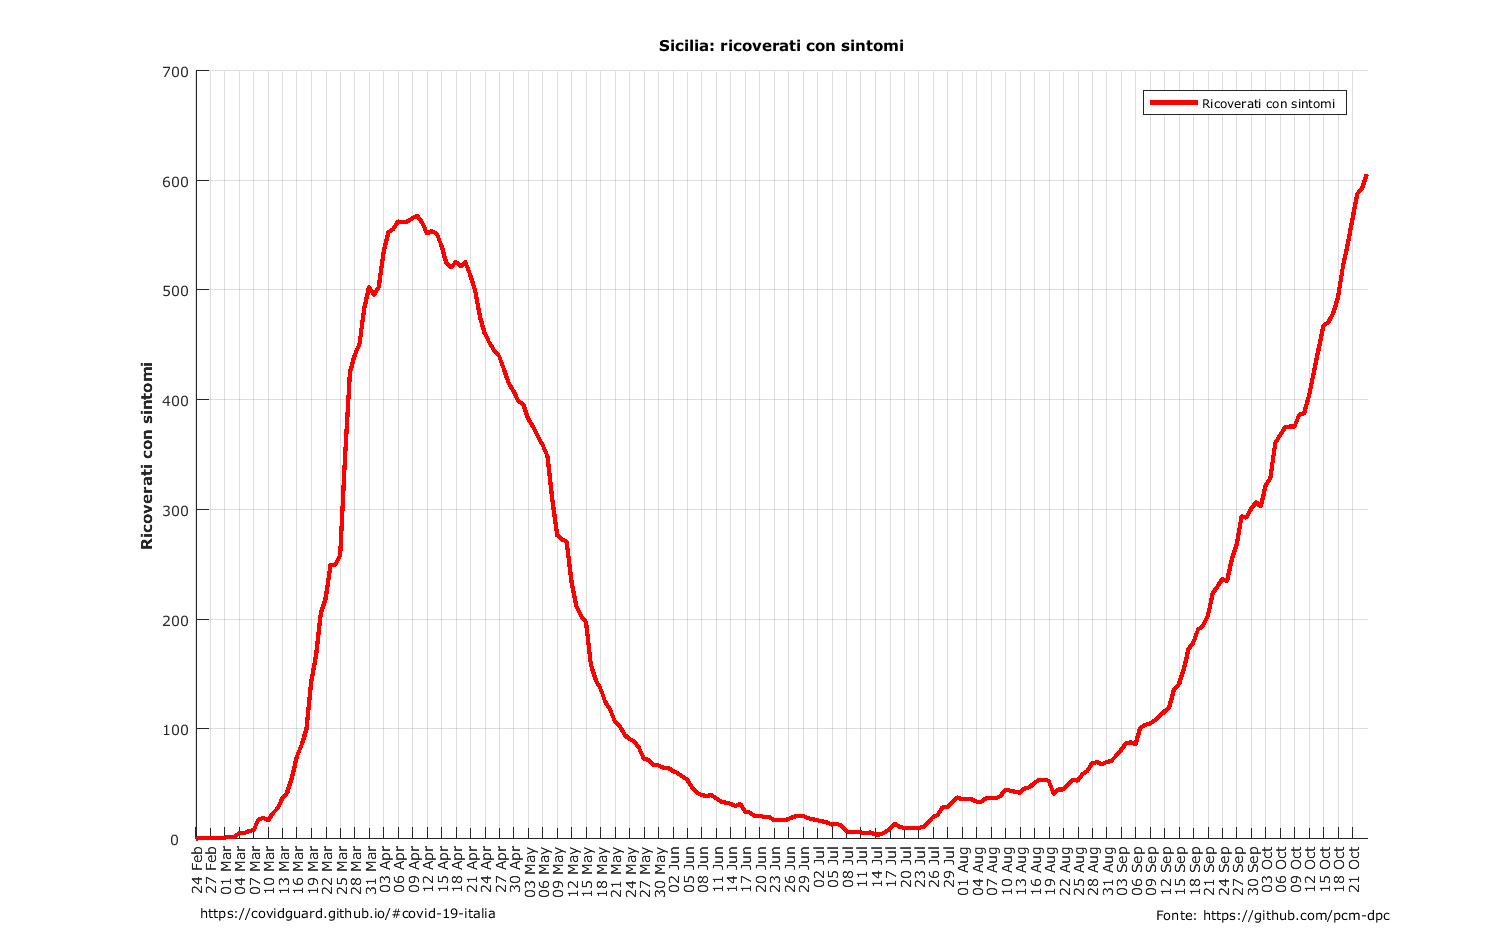 Sicilia: ricoverati con sintomi
Ricoverati con sintomi
Ricoverati con sintomi
700
600
500
400
300
200
100
0
24 Feb
27 Feb
01 Mar
04 Mar
07 Mar
10 Mar
13 Mar
16 Mar
19 Mar
22 Mar
25 Mar
28 Mar
31 Mar
03 Apr
06 Apr
09 Apr
12 Apr
15 Apr
18 Apr
21 Apr
24 Apr
27 Apr
30 Apr
03 May
06 May
09 May
12 May
15 May
18 May
21 May
24 May
27 May
30 May
02 Jun
05 Jun
08 Jun
11 Jun
14 Jun
17 Jun
20 Jun
23 Jun
26 Jun
29 Jun
02 Jul
05 Jul
08 Jul
11 Jul
14 Jul
17 Jul
20 Jul
23 Jul
26 Jul
29 Jul
01 Aug
04 Aug
07 Aug
10 Aug
13 Aug
16 Aug
19 Aug
22 Aug
25 Aug
28 Aug
31 Aug
03 Sep
06 Sep
09 Sep
12 Sep
15 Sep
18 Sep
21 Sep
24 Sep
27 Sep
30 Sep
03 Oct
06 Oct
09 Oct
12 Oct
15 Oct
18 Oct
21 Oct
https://covidguard.github.io/#covid-19-italia
Fonte: https://github.com/pcm-dpc